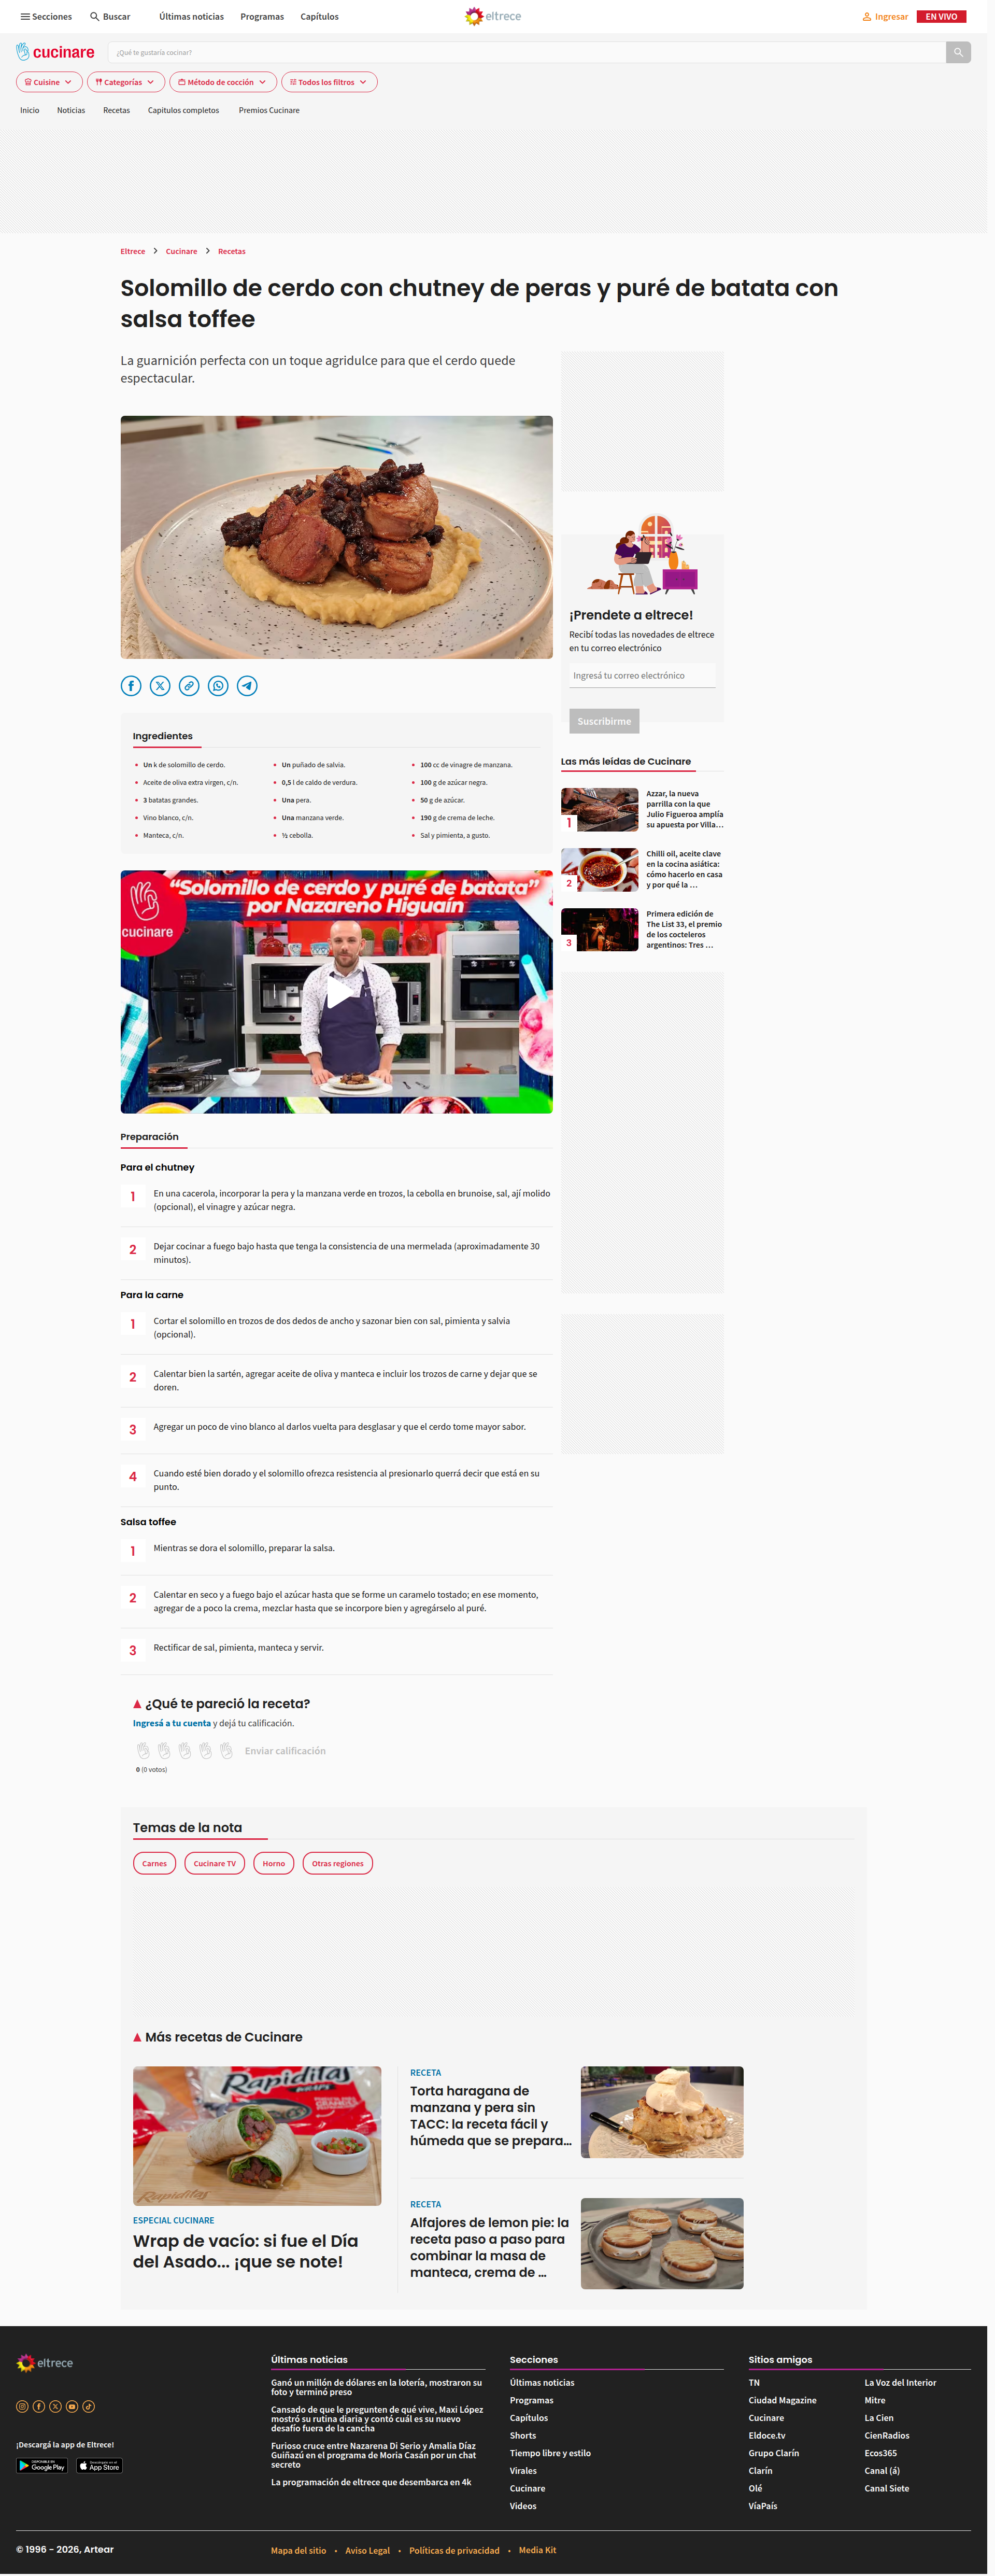 Secciones
Buscar
Últimas noticias
Programas
Capítulos
eltrece
Ingresar
EN VIVO
cucinare
¿Qué te gustaría cocinar?
Cuisine
Categorías
Método de cocción
Todos los filtros
Inicio
Noticias
Recetas
Capitulos completos
Premios Cucinare
Eltrece
Cucinare
Recetas
Solomillo de cerdo con chutney de peras y puré de batata con
salsa toffee
La guarnición perfecta con un toque agridulce para que el cerdo quede
espectacular.
Ingredientes
Un k de solomillo de cerdo.
Un puñado de salvia.
100 cc de vinagre de manzana.
Aceite de oliva extra virgen, c/n.
0,5 l de caldo de verdura.
100 g de azúcar negra.
3 batatas grandes.
Una pera.
50 g de azúcar.
Vino blanco, c/n.
Una manzana verde.
190 g de crema de leche.
Manteca, c/n.
½ cebolla.
Sal y pimienta, a gusto.
“Solomillo de cerdo y puré de batata”
por Nazareno Higuaín
cucinare
Preparación
Para el chutney
1
En una cacerola, incorporar la pera y la manzana verde en trozos, la cebolla en brunoise, sal, ají molido
(opcional), el vinagre y azúcar negra.
2
Dejar cocinar a fuego bajo hasta que tenga la consistencia de una mermelada (aproximadamente 30
minutos).
Para la carne
1
Cortar el solomillo en trozos de dos dedos de ancho y sazonar bien con sal, pimienta y salvia
(opcional).
2
Calentar bien la sartén, agregar aceite de oliva y manteca e incluir los trozos de carne y dejar que se
doren.
3
Agregar un poco de vino blanco al darlos vuelta para desglasar y que el cerdo tome mayor sabor.
4
Cuando esté bien dorado y el solomillo ofrezca resistencia al presionarlo querrá decir que está en su
punto.
Salsa toffee
1
Mientras se dora el solomillo, preparar la salsa.
2
Calentar en seco y a fuego bajo el azúcar hasta que se forme un caramelo tostado; en ese momento,
agregar de a poco la crema, mezclar hasta que se incorpore bien y agregárselo al puré.
3
Rectificar de sal, pimienta, manteca y servir.
¿Qué te pareció la receta?
Ingresá a tu cuenta y dejá tu calificación.
Enviar calificación
0 (0 votos)
¡Prendete a eltrece!
Recibí todas las novedades de eltrece
en tu correo electrónico
Ingresá tu correo electrónico
Suscribirme
Las más leídas de Cucinare
1
Azzar, la nueva
parrilla con la que
Julio Figueroa amplía
su apuesta por Villa...
2
Chilli oil, aceite clave
en la cocina asiática:
cómo hacerlo en casa
y por qué la ...
3
Primera edición de
The List 33, el premio
de los cocteleros
argentinos: Tres ...
Temas de la nota
Carnes
Cucinare TV
Horno
Otras regiones
Más recetas de Cucinare
Rapiditas
Rapiditas
ESPECIAL CUCINARE
Wrap de vacío: si fue el Día
del Asado... ¡que se note!
RECETA
Torta haragana de
manzana y pera sin
TACC: la receta fácil y
húmeda que se prepara...
RECETA
Alfajores de lemon pie: la
receta paso a paso para
combinar la masa de
manteca, crema de ...
eltrece
¡Descargá la app de Eltrece!
Google Play
App Store
Últimas noticias
Ganó un millón de dólares en la lotería, mostraron su
foto y terminó preso
Cansado de que le pregunten de qué vive, Maxi López
mostró su rutina diaria y contó cuál es su nuevo
desafío fuera de la cancha
Furioso cruce entre Nazarena Di Serio y Amalia Díaz
Guiñazú en el programa de Moria Casán por un chat
secreto
La programación de eltrece que desembarca en 4k
Secciones
Últimas noticias
Programas
Capítulos
Shorts
Tiempo libre y estilo
Virales
Cucinare
Videos
Sitios amigos
TN
La Voz del Interior
Ciudad Magazine
Mitre
Cucinare
La Cien
Eldoce.tv
CienRadios
Grupo Clarín
Ecos365
Clarín
Canal (á)
Olé
Canal Siete
VíaPaís
© 1996 - 2026, Artear
Mapa del sitio • Aviso Legal • Políticas de privacidad • Media Kit